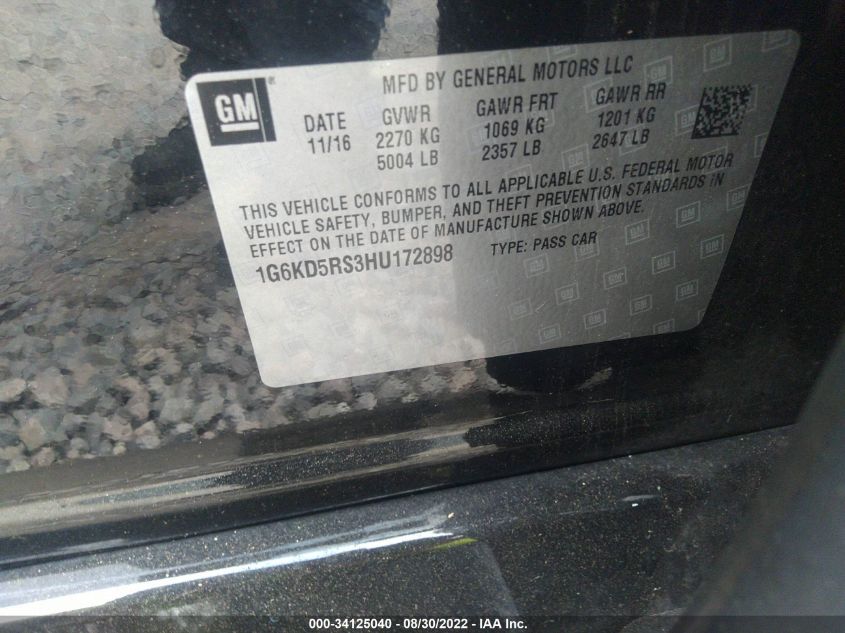 MFD BY GENERAL MOTORS LLC
GM®
DATE GVWR GAWR FRT GAWR RR
11/16 2270 KG 1069 KG 1201 KG
5004 LB 2357 LB 2647 LB
THIS VEHICLE CONFORMS TO ALL APPLICABLE U.S. FEDERAL MOTOR
VEHICLE SAFETY, BUMPER, AND THEFT PREVENTION STANDARDS IN
EFFECT ON THE DATE OF MANUFACTURE SHOWN ABOVE.
1G6KD5RS3HU172898 TYPE: PASS CAR
000-34125040 - 08/30/2022 - IAA Inc.